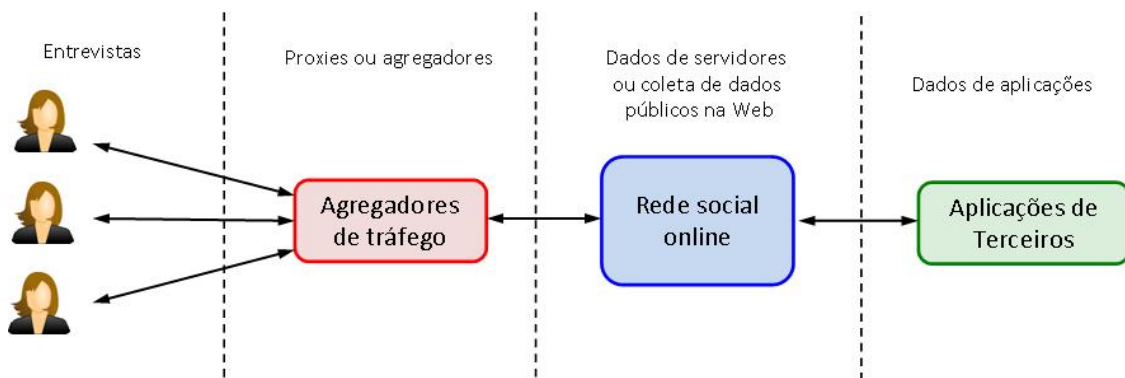 Entrevistas
Proxies ou agregadores
Dados de servidores
ou coleta de dados
públicos na Web
Dados de aplicações
Agregadores
de tráfego
Rede social
online
Aplicações de
Terceiros